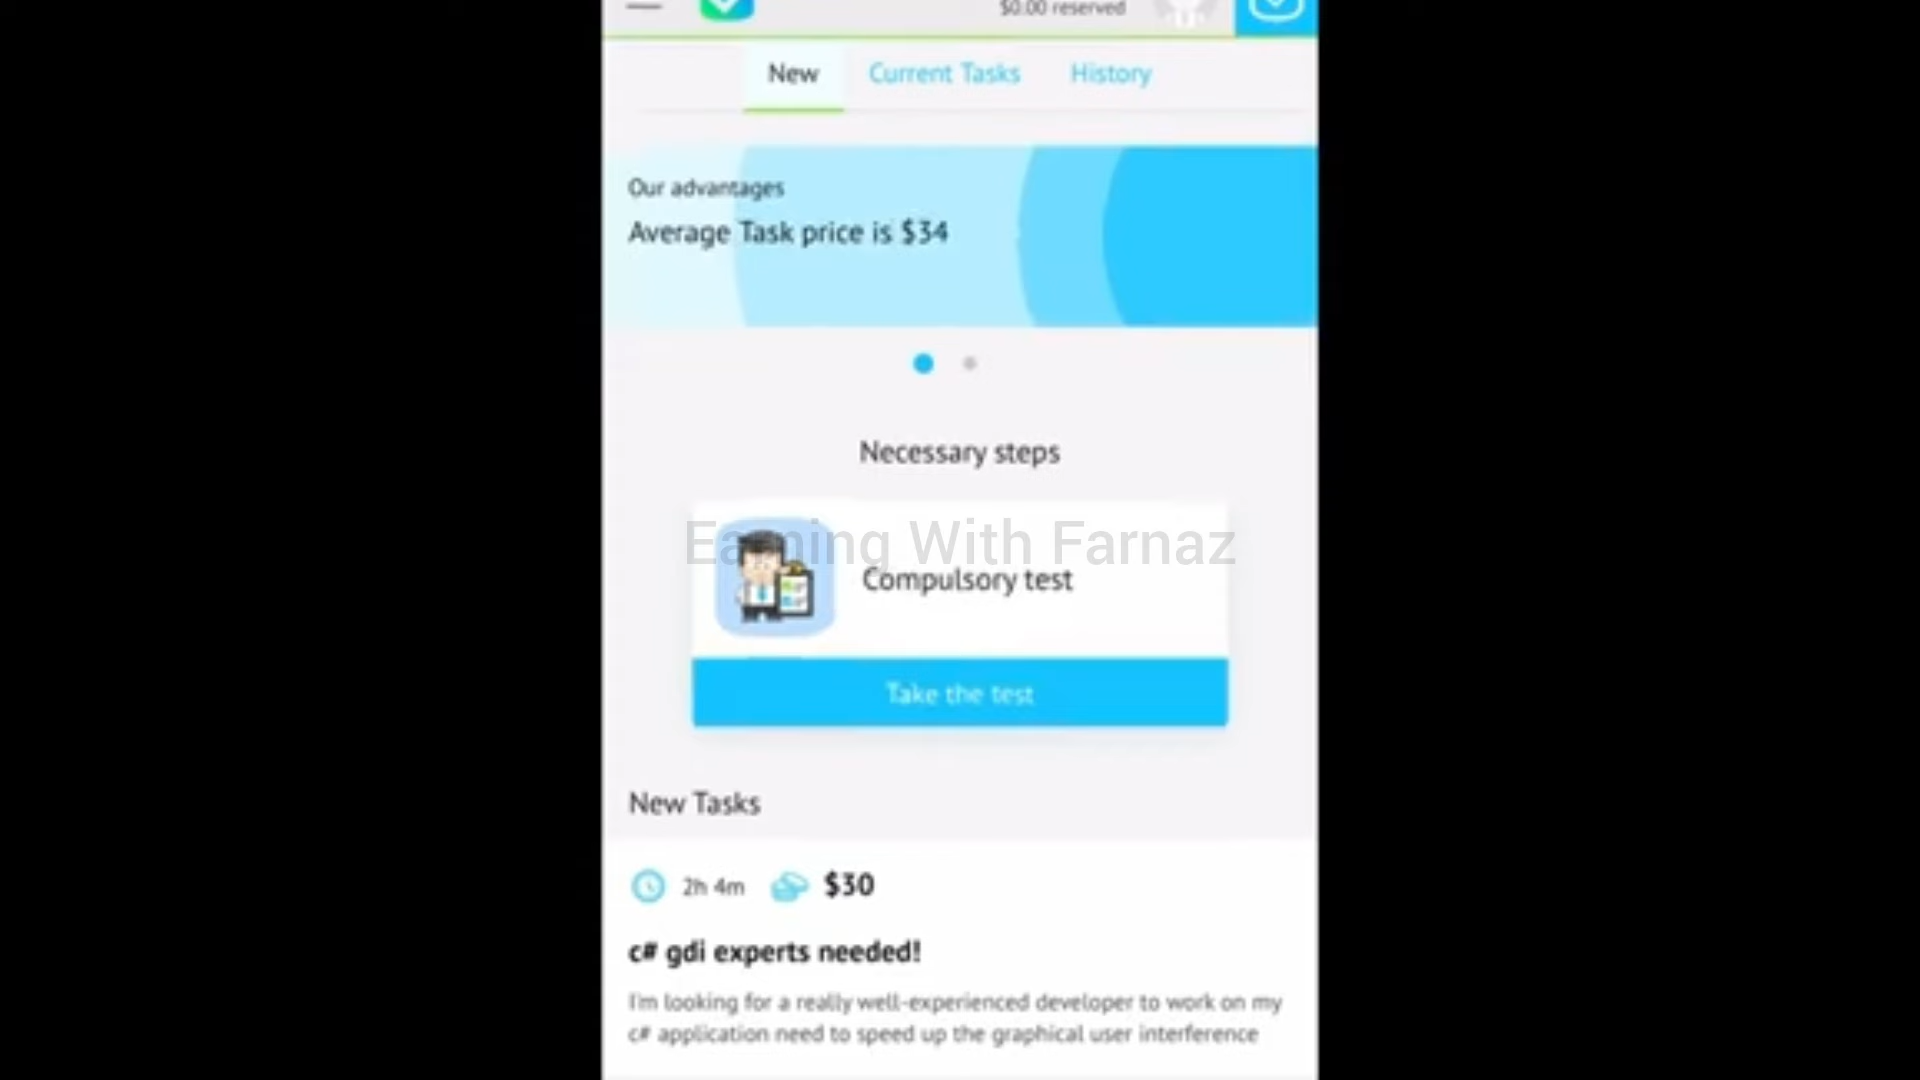 $0.00 reserved
New Current Tasks History
Our advantages
Average Task price is $34
Necessary steps
Earning With Farnaz
Compulsory test
Take the test
New Tasks
2h 4m $30
c# gdi experts needed!
I'm looking for a really well-experienced developer to work on my
c# application need to speed up the graphical user interference